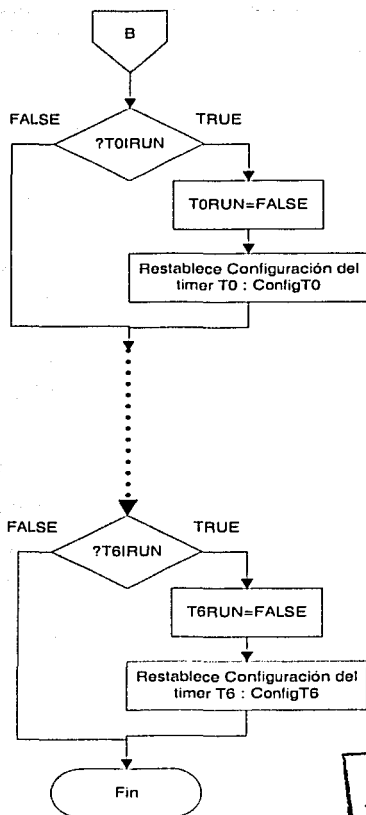 B
FALSE
TRUE
?T0IRUN
T0RUN=FALSE
Restablece Configuración del
timer T0 : ConfigT0
FALSE
TRUE
?T6IRUN
T6RUN=FALSE
Restablece Configuración del
timer T6 : ConfigT6
Fin